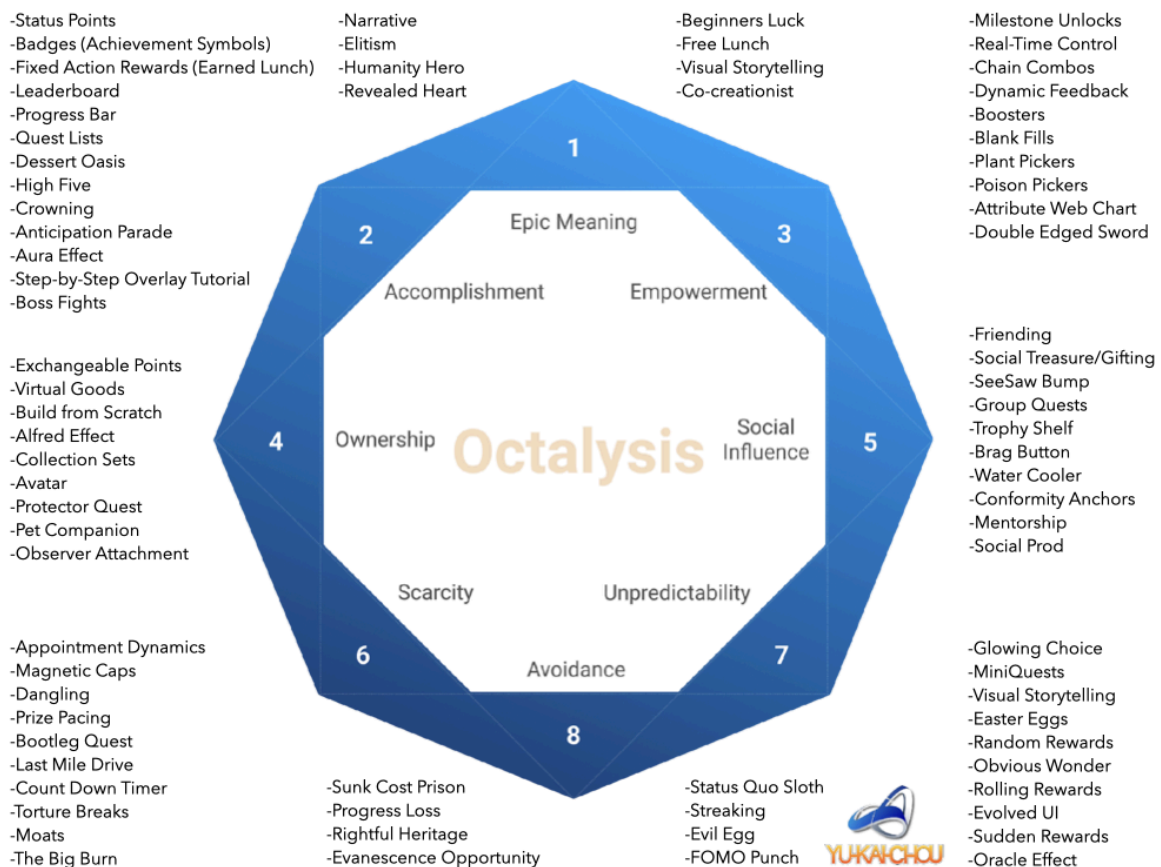 -Status Points
-Badges (Achievement Symbols)
-Fixed Action Rewards (Earned Lunch)
-Leaderboard
-Progress Bar
-Quest Lists
-Dessert Oasis
-High Five
-Crowning
-Anticipation Parade
-Aura Effect
-Step-by-Step Overlay Tutorial
-Boss Fights
-Narrative
-Elitism
-Humanity Hero
-Revealed Heart
-Beginners Luck
-Free Lunch
-Visual Storytelling
-Co-creationist
-Milestone Unlocks
-Real-Time Control
-Chain Combos
-Dynamic Feedback
-Boosters
-Blank Fills
-Plant Pickers
-Poison Pickers
-Attribute Web Chart
-Double Edged Sword
1
Epic Meaning
2
Accomplishment
3
Empowerment
-Exchangeable Points
-Virtual Goods
-Build from Scratch
-Alfred Effect
-Collection Sets
-Avatar
-Protector Quest
-Pet Companion
-Observer Attachment
4
Ownership
Octalysis
Social
Influence
5
-Friending
-Social Treasure/Gifting
-SeeSaw Bump
-Group Quests
-Trophy Shelf
-Brag Button
-Water Cooler
-Conformity Anchors
-Mentorship
-Social Prod
Scarcity
6
Unpredictability
7
Avoidance
8
-Appointment Dynamics
-Magnetic Caps
-Dangling
-Prize Pacing
-Bootleg Quest
-Last Mile Drive
-Count Down Timer
-Torture Breaks
-Moats
-The Big Burn
-Sunk Cost Prison
-Progress Loss
-Rightful Heritage
-Evanescence Opportunity
-Status Quo Sloth
-Streaking
-Evil Egg
-FOMO Punch
YU-KAI CHOU
-Glowing Choice
-MiniQuests
-Visual Storytelling
-Easter Eggs
-Random Rewards
-Obvious Wonder
-Rolling Rewards
-Evolved UI
-Sudden Rewards
-Oracle Effect